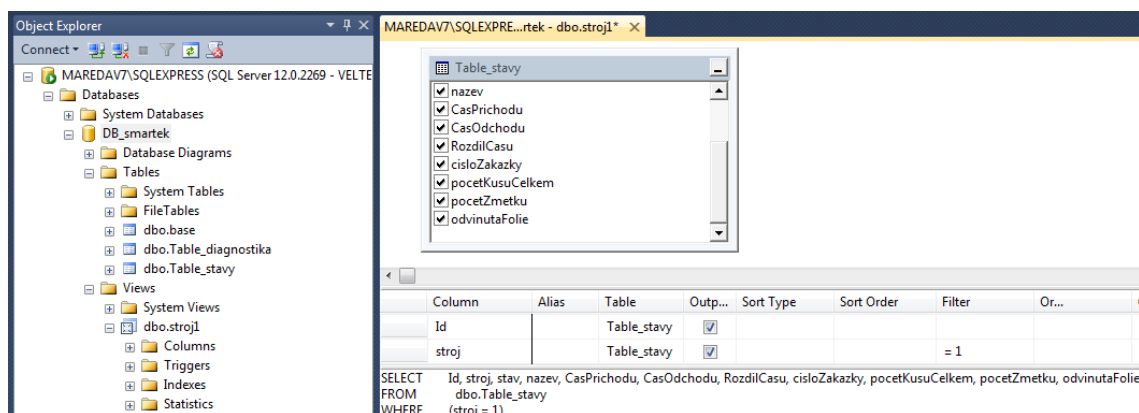 Object Explorer
Connect
MAREDAV7\SQLEXPRESS (SQL Server 12.0.2269 - VELTE
Databases
System Databases
DB_smartek
Database Diagrams
Tables
System Tables
FileTables
dbo.base
dbo.Table_diagnostika
dbo.Table_stavy
Views
System Views
dbo.stroj1
Columns
Triggers
Indexes
Statistics
MAREDAV7\SQLEXPRE...rtek - dbo.stroj1*
Table_stavy
nazev
CasPrichodu
CasOdchodu
RozdilCasu
cisloZakazky
pocetKusuCelkem
pocetZmetku
odvinutaFolie
Column Alias Table Outp... Sort Type Sort Order Filter Or...
Id Table_stavy
stroj Table_stavy = 1
SELECT Id, stroj, stav, nazev, CasPrichodu, CasOdchodu, RozdilCasu, cisloZakazky, pocetKusuCelkem, pocetZmetku, odvinutaFolie
FROM dbo.Table_stavy
WHERE (stroj = 1)